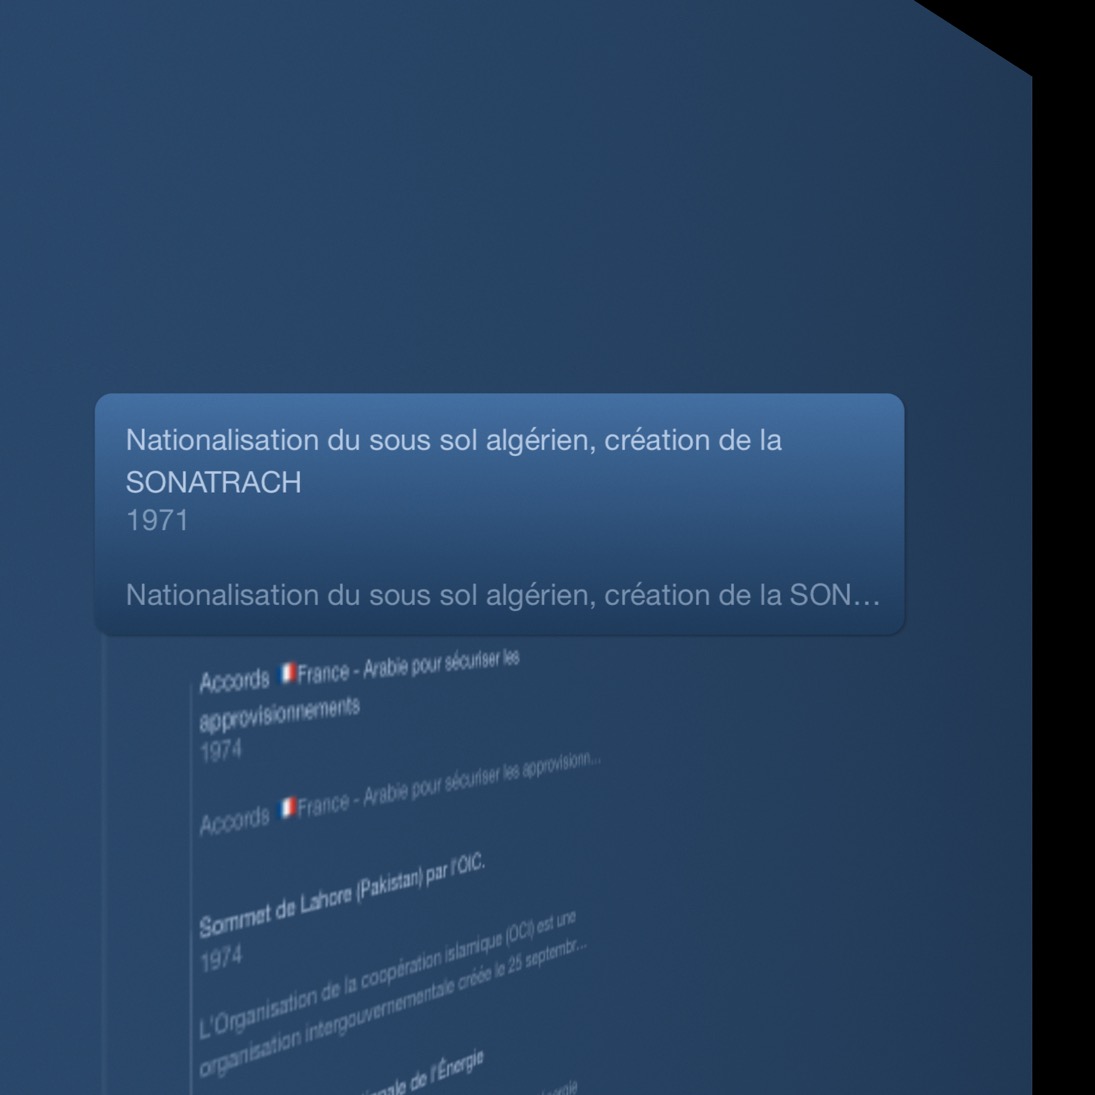 Nationalisation du sous sol algérien, création de la
SONATRACH
1971
Nationalisation du sous sol algérien, création de la SON...
Accords 🇫🇷France - Arabie pour sécuriser les
approvisionnements
1974
Accords 🇫🇷France - Arabie pour sécuriser les approvisionn...
Sommet de Lahore (Pakistan) par l'OIC.
1974
L'Organisation de la coopération islamique (OCI) est une
organisation intergouvernementale créée le 25 septembr...
de l'Énergie